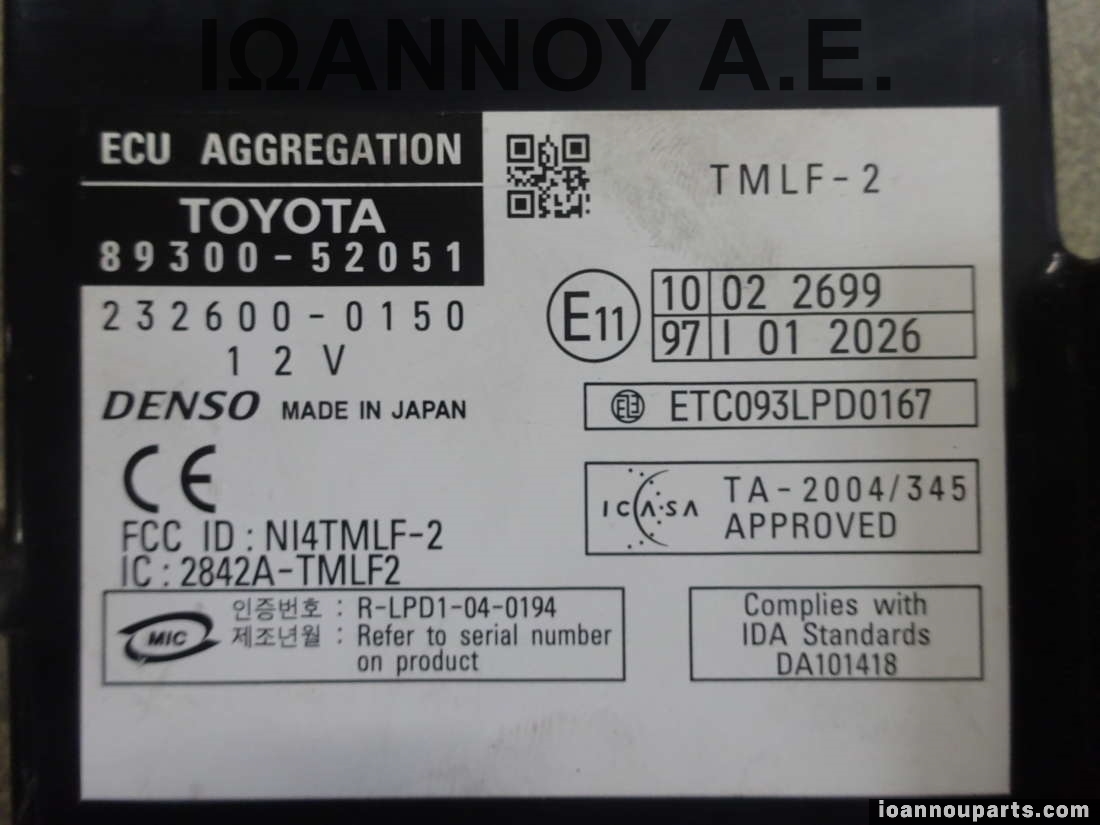 ΙΩΑΝΝΟΥ Α.Ε.
ECU AGGREGATION
TOYOTA
89300-52051
232600-0150
12V
DENSO MADE IN JAPAN
CE
FCC ID : NI4TMLF-2
IC : 2842A-TMLF2
MIC
인증번호 : R-LPD1-04-0194
제조년월 : Refer to serial number
on product
TMLF-2
E11
10 02 2699
97 I 01 2026
ETC093LPD0167
ICASA
TA-2004/345
APPROVED
Complies with
IDA Standards
DA101418
ioannouparts.com